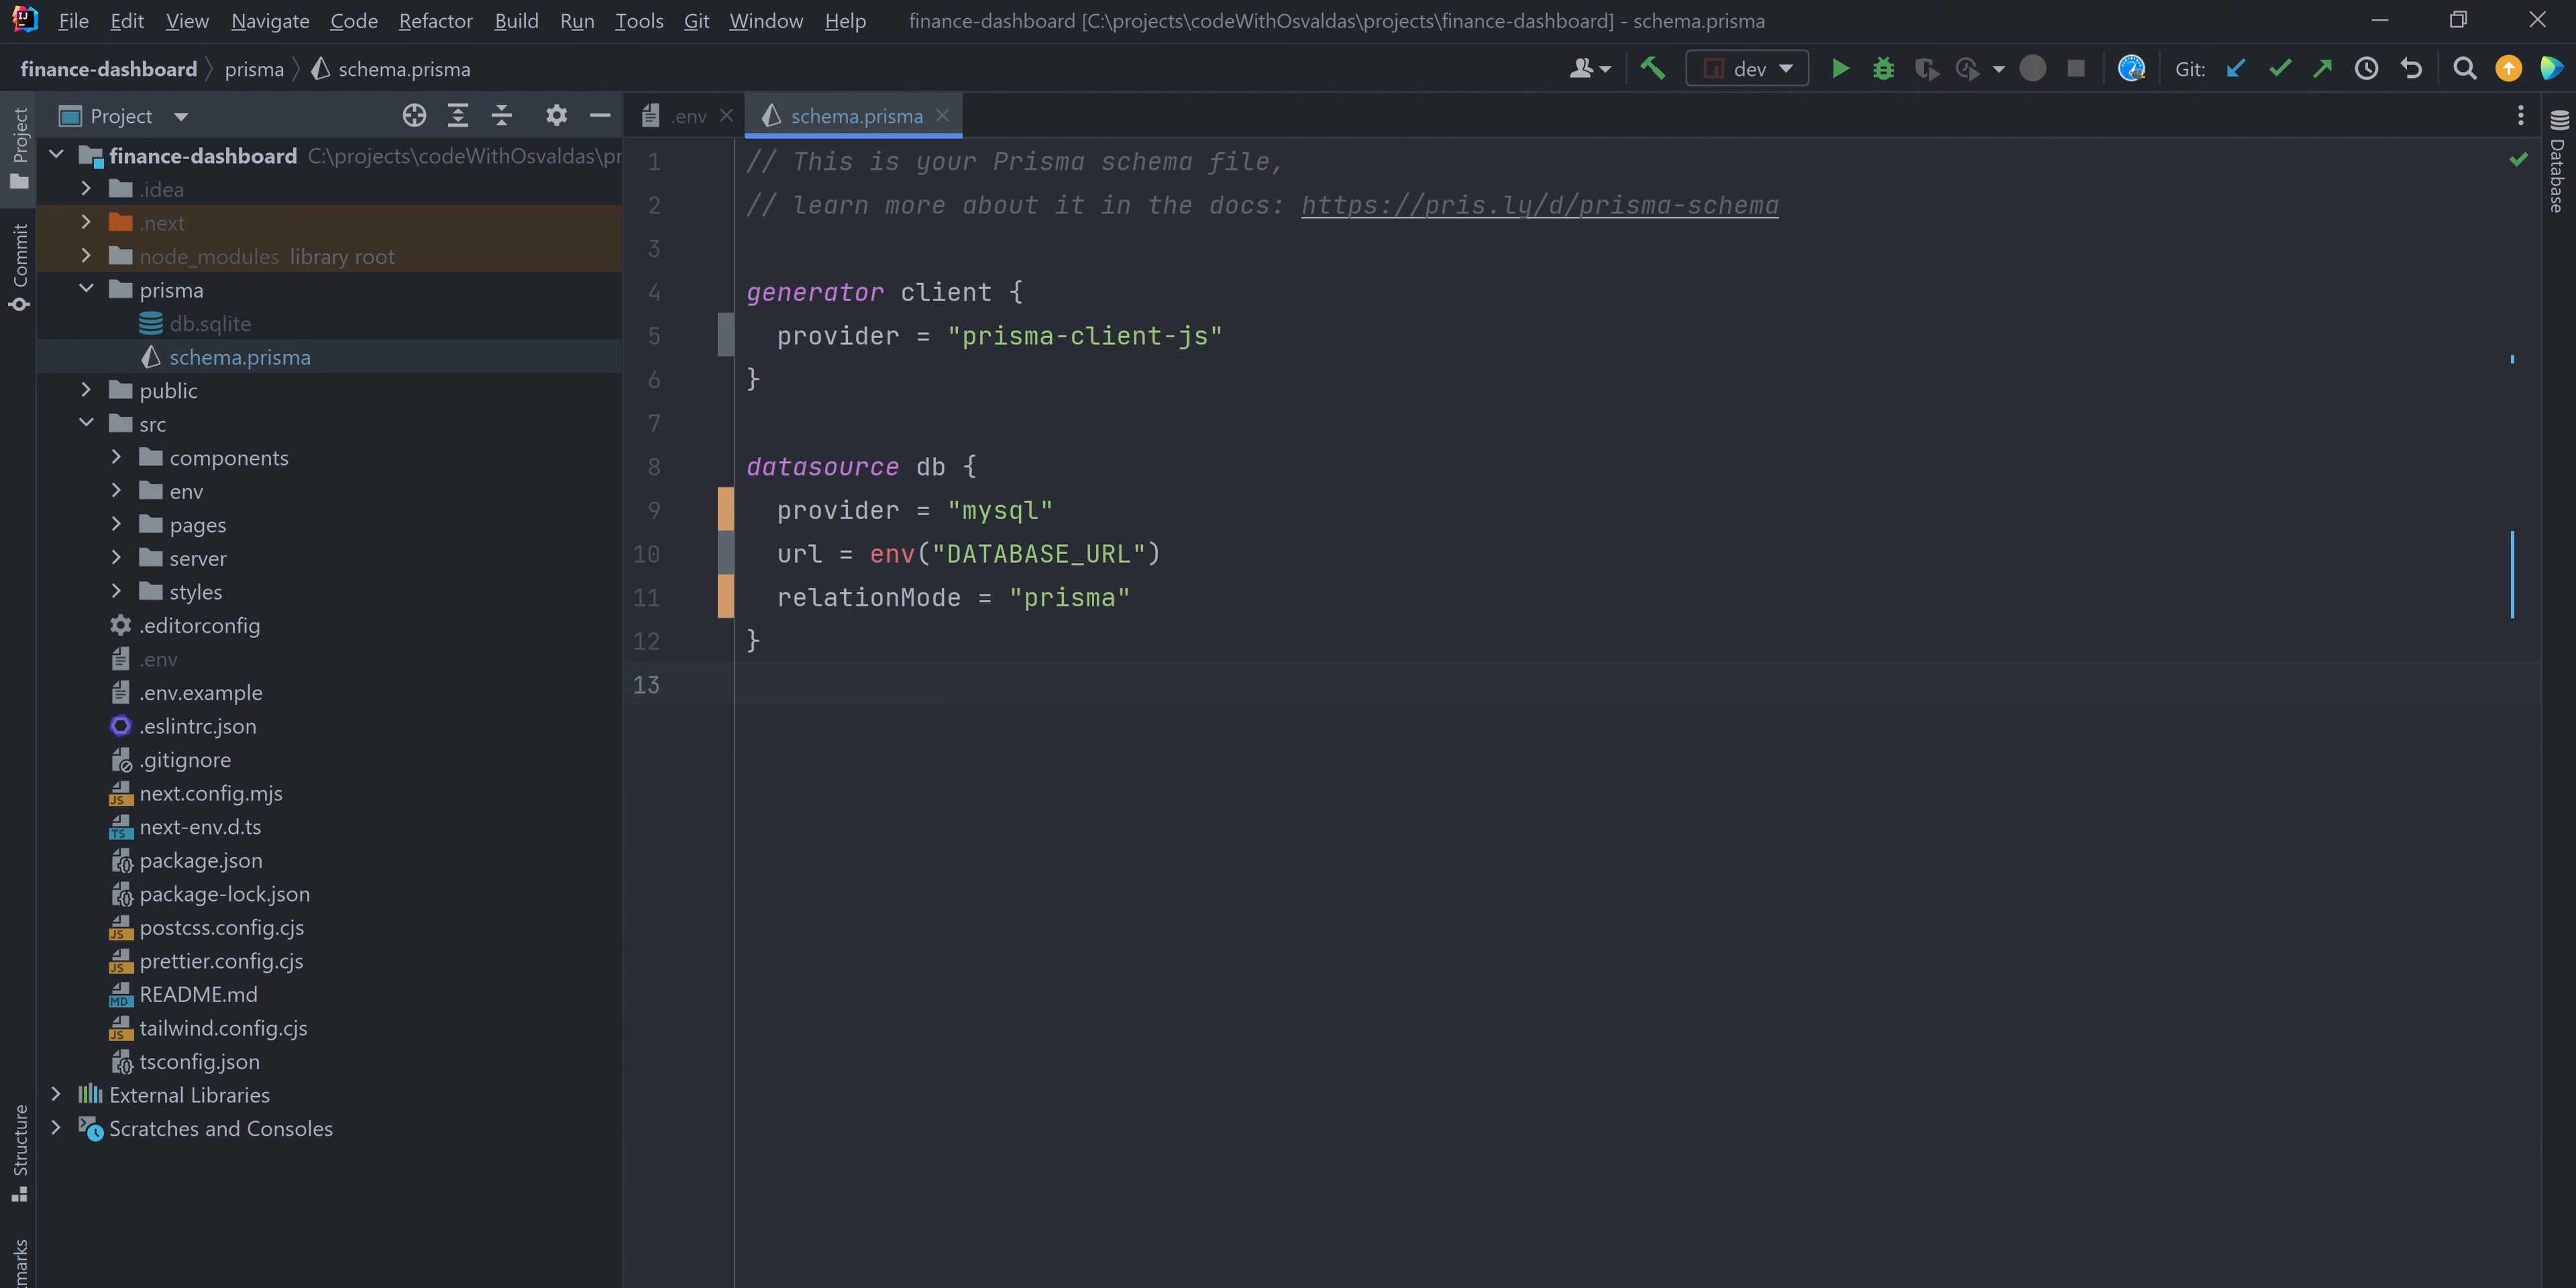 File Edit View Navigate Code Refactor Build Run Tools Git Window Help finance-dashboard [C:\projects\codeWithOsvaldas\projects\finance-dashboard] - schema.prisma
finance-dashboard prisma schema.prisma dev Git:
Project
Commit
Structure
Project
finance-dashboard C:\projects\codeWithOsvaldas\pr
.idea
.next
node_modules library root
prisma
db.sqlite
schema.prisma
public
src
components
env
pages
server
styles
.editorconfig
.env
.env.example
.eslintrc.json
.gitignore
next.config.mjs
next-env.d.ts
package.json
package-lock.json
postcss.config.cjs
prettier.config.cjs
README.md
tailwind.config.cjs
tsconfig.json
External Libraries
Scratches and Consoles
.env schema.prisma
1 // This is your Prisma schema file,
2 // learn more about it in the docs: https://pris.ly/d/prisma-schema
3
4 generator client {
5 provider = "prisma-client-js"
6 }
7
8 datasource db {
9 provider = "mysql"
10 url = env("DATABASE_URL")
11 relationMode = "prisma"
12 }
13
Database